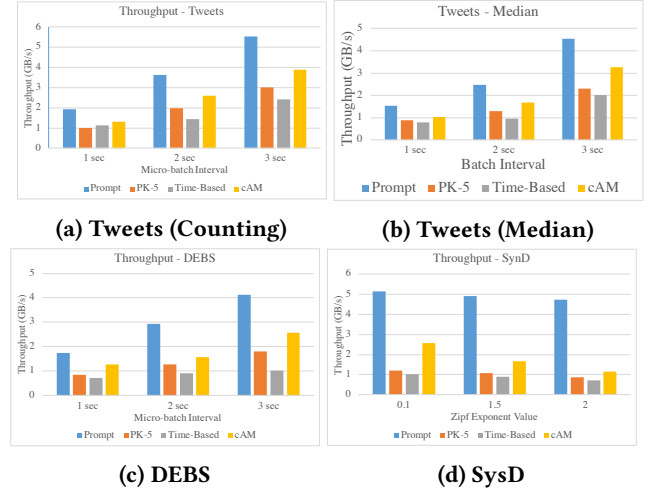 Throughput - Tweets
Throughput (GB/s)
6
5
4
3
2
1
0
1 sec
2 sec
3 sec
Micro-batch Interval
Prompt PK-5 Time-Based cAM
(a) Tweets (Counting)
Tweets - Median
Throughput (GB/s)
5
4
3
2
1
0
1 sec
2 sec
3 sec
Batch Interval
Prompt PK-5 Time-Based cAM
(b) Tweets (Median)
Throughput - DEBS
Throughput (GB/s)
5
4
3
2
1
0
1 sec
2 sec
3 sec
Micro-batch Interval
Prompt PK-5 Time-Based cAM
(c) DEBS
Throughput - SynD
Throughput (GB/s)
6
5
4
3
2
1
0
0.1
1.5
2
Zipf Exponent Value
Prompt PK-5 Time-Based cAM
(d) SysD